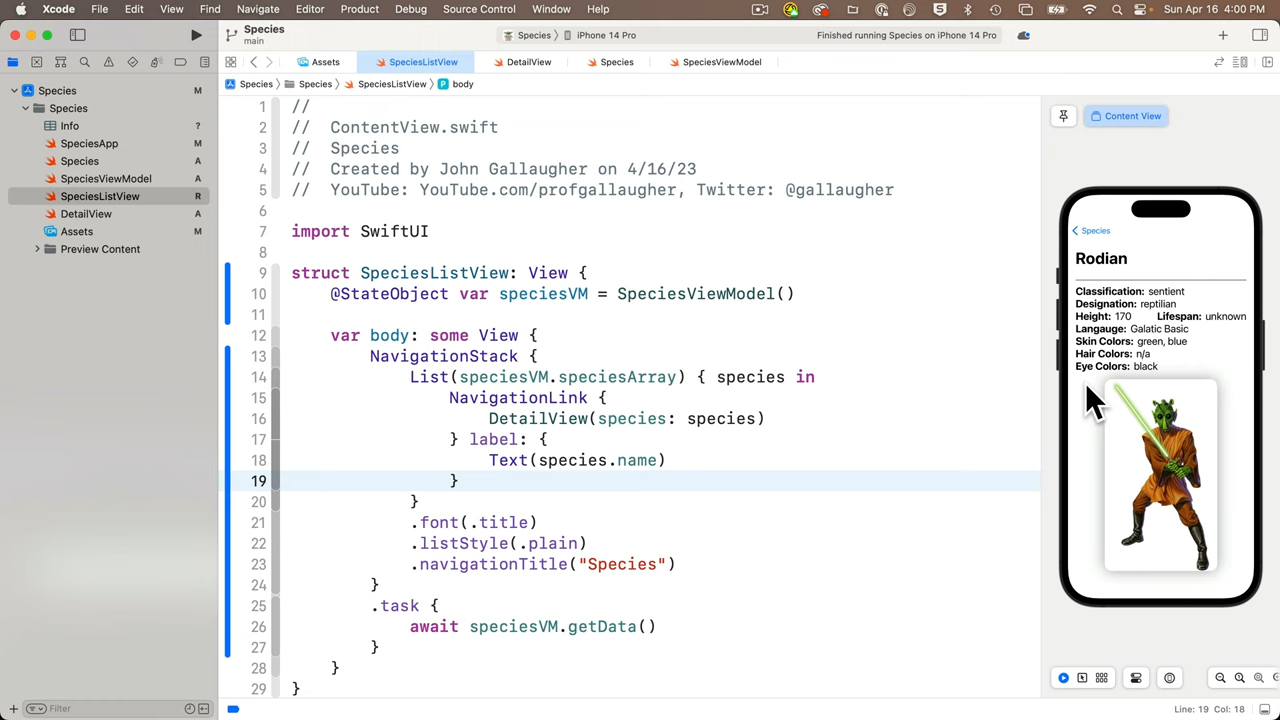 Xcode File Edit View Find Navigate Editor Product Debug Source Control Window Help Sun Apr 16 4:00 PM
Species
main
Species iPhone 14 Pro
Finished running Species on iPhone 14 Pro
Assets SpeciesListView DetailView Species SpeciesViewModel
Species Species SpeciesListView body
Species M
Species
Info ?
SpeciesApp M
Species A
SpeciesViewModel A
SpeciesListView R
DetailView A
Assets M
Preview Content
Filter
1 //
2 // ContentView.swift
3 // Species
4 // Created by John Gallaugher on 4/16/23
5 // YouTube: YouTube.com/profgallaugher, Twitter: @gallaugher
6
7 import SwiftUI
8
9 struct SpeciesListView: View {
10 @StateObject var speciesVM = SpeciesViewModel()
11
12 var body: some View {
13 NavigationStack {
14 List(speciesVM.speciesArray) { species in
15 NavigationLink {
16 DetailView(species: species)
17 } label: {
18 Text(species.name)
19 }
20 }
21 .font(.title)
22 .listStyle(.plain)
23 .navigationTitle("Species")
24 }
25 .task {
26 await speciesVM.getData()
27 }
28 }
29 }
Content View
Species
Rodian
Classification: sentient
Designation: reptilian
Height: 170 Lifespan: unknown
Langauge: Galatic Basic
Skin Colors: green, blue
Hair Colors: n/a
Eye Colors: black
Line: 19 Col: 18